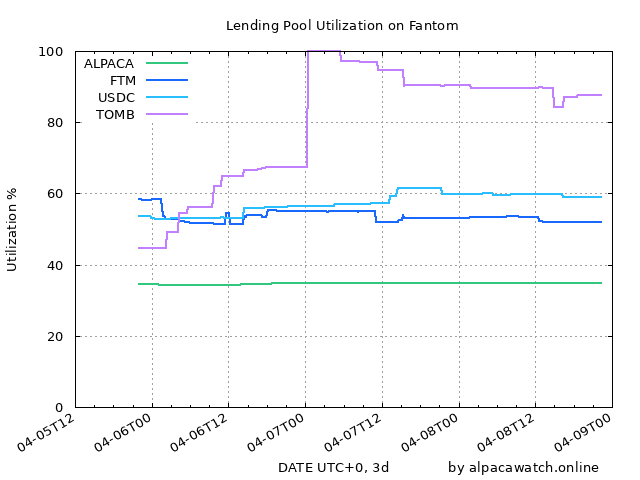 Lending Pool Utilization on Fantom
100
80
60
40
20
0
Utilization %
ALPACA
FTM
USDC
TOMB
04-05T12
04-06T00
04-06T12
04-07T00
04-07T12
04-08T00
04-08T12
04-09T00
DATE UTC+0, 3d
by alpacawatch.online